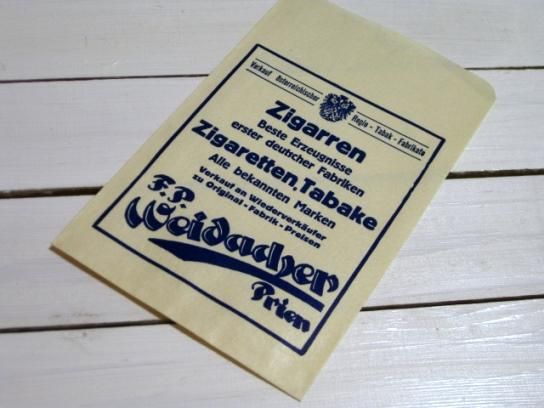 Verkauf österreichischer Regie-Tabak-Fabrikate
Zigarren
Beste Erzeugnisse
erster deutscher Fabriken
Zigaretten, Tabake
Alle bekannten Marken
Verkauf an Wiederverkäufer
zu Original-Fabrik-Preisen
F.P.
Weidacher
Prien